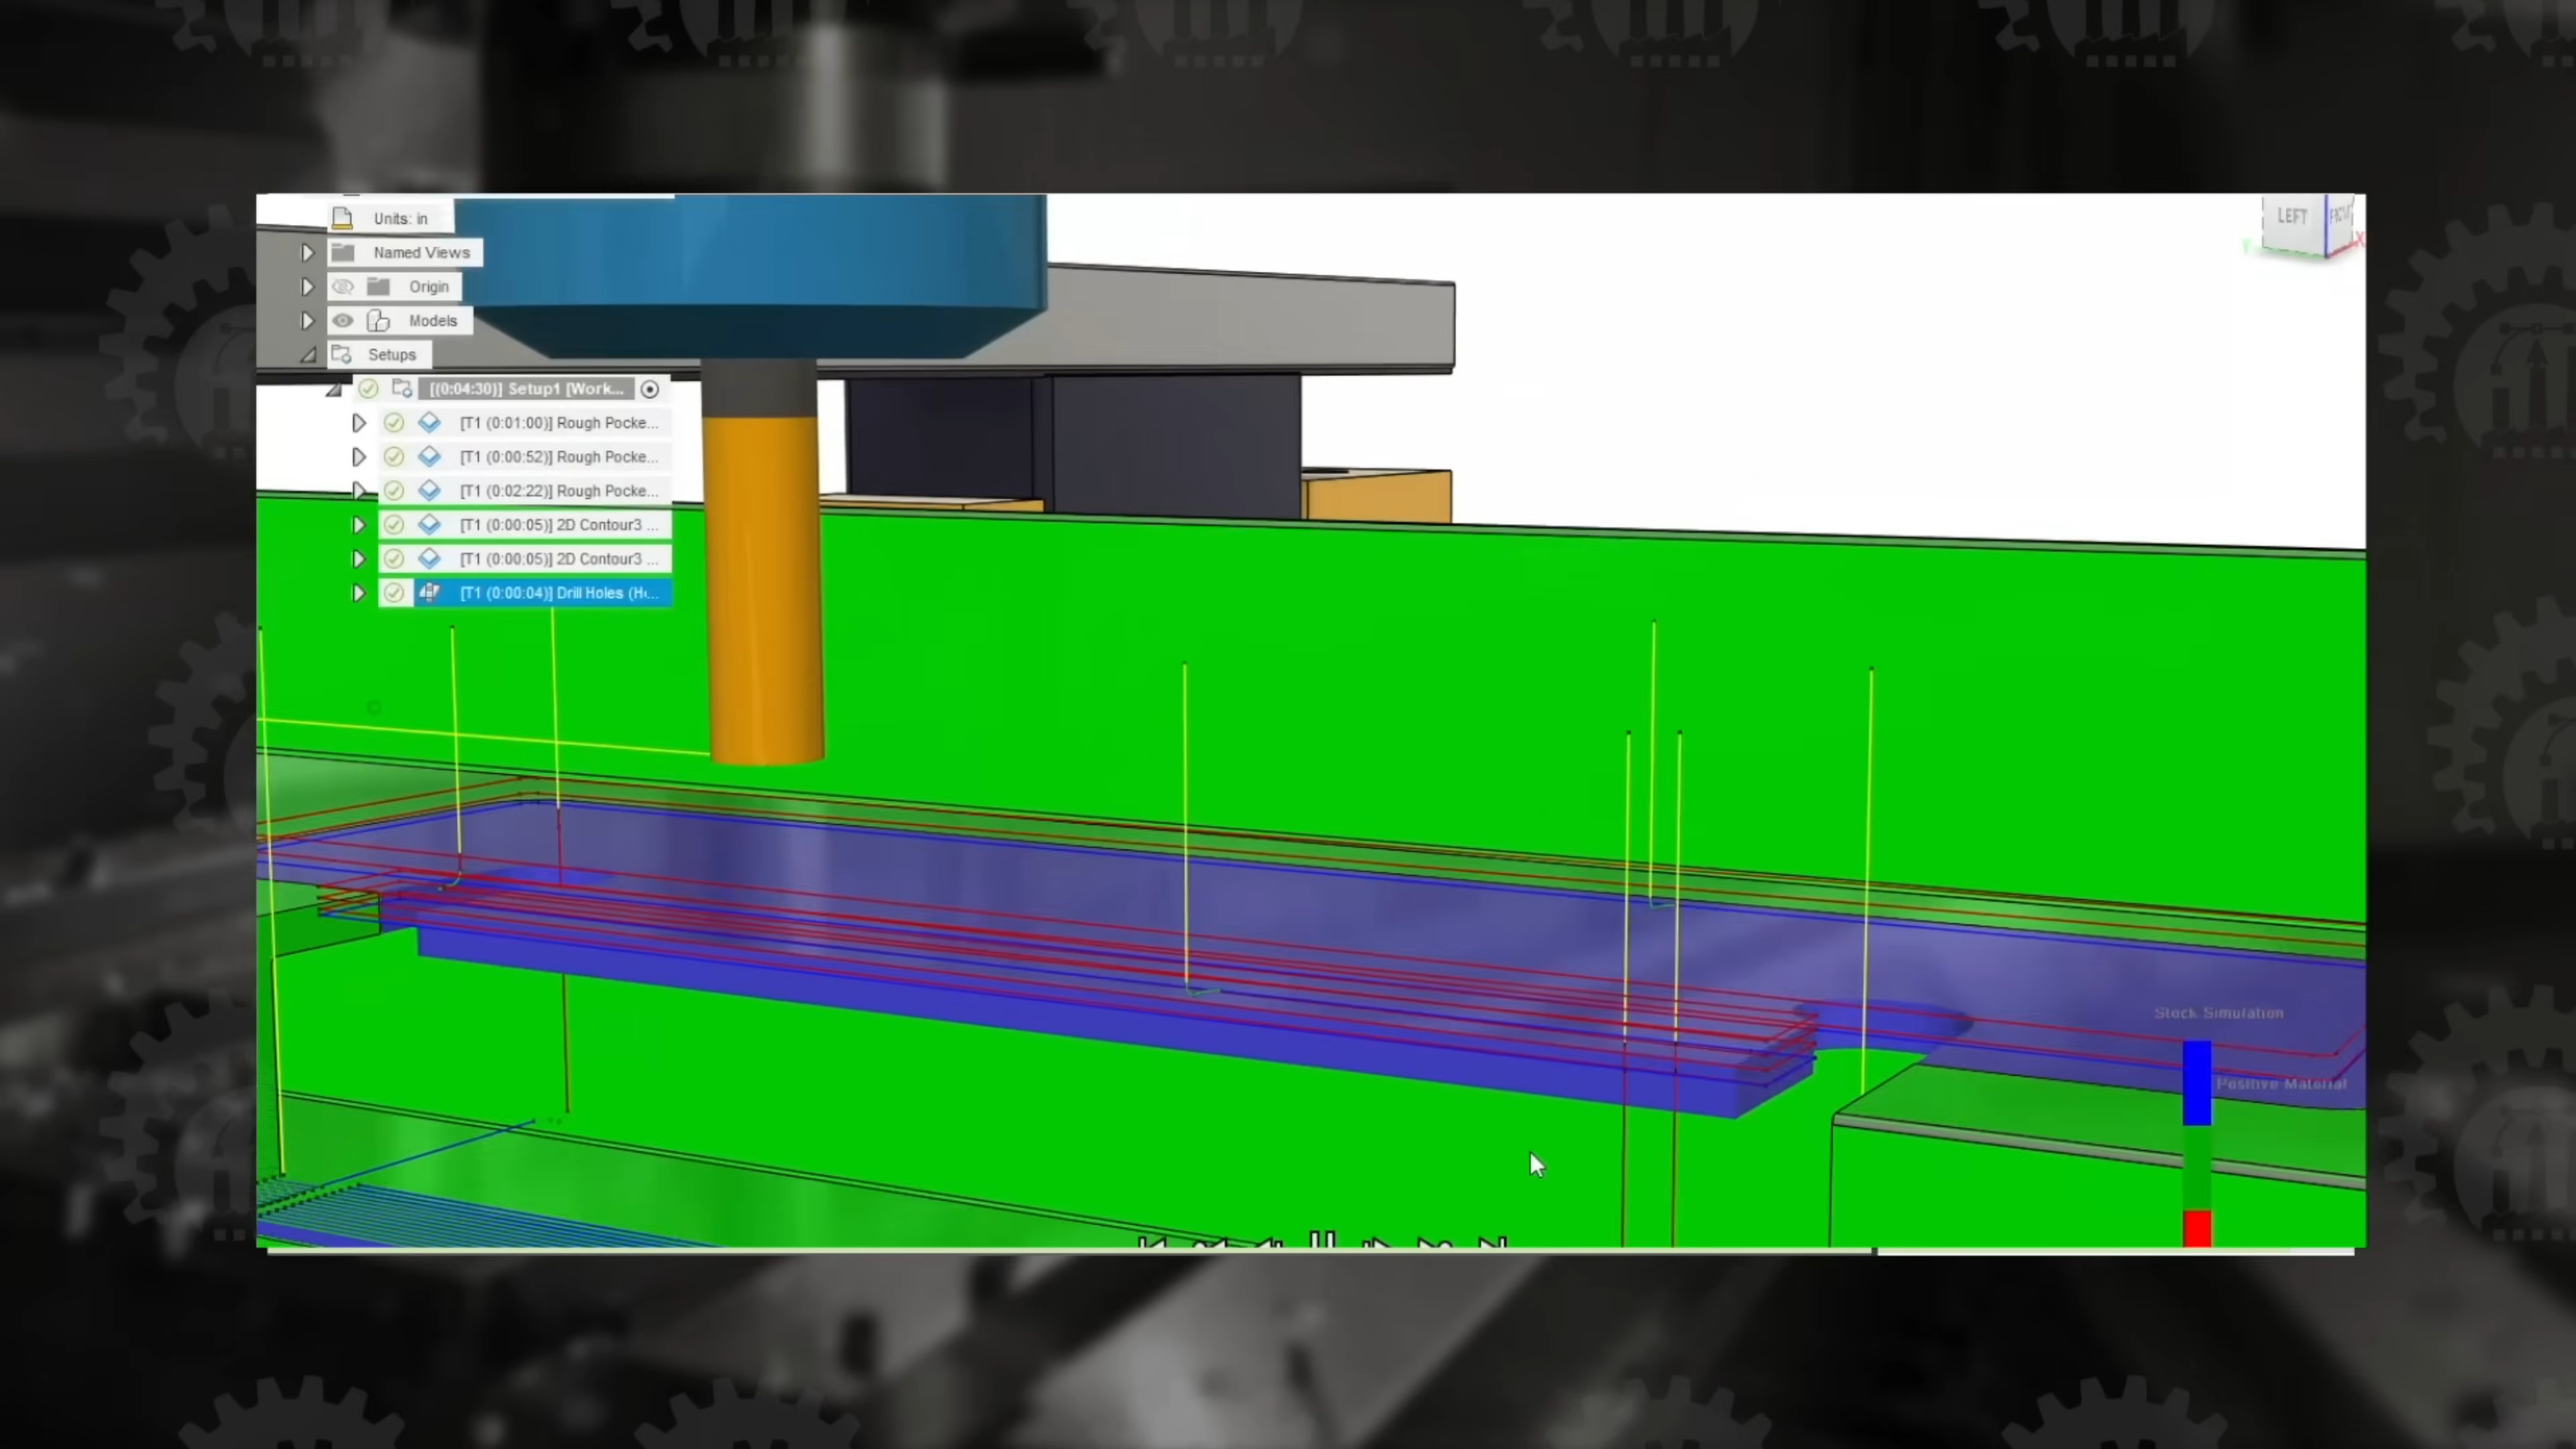 Units: in
Named Views
Origin
Models
Setups
[(0:04:30)] Setup1 [Work...
[T1 (0:01:00)] Rough Pocke...
[T1 (0:00:52)] Rough Pocke...
[T1 (0:02:22)] Rough Pocke...
[T1 (0:00:05)] 2D Contour3 ...
[T1 (0:00:05)] 2D Contour3 ...
[T1 (0:00:04)] Drill Holes (H...
LEFT
FRONT
Y
X
Stock Simulation
Positive Material